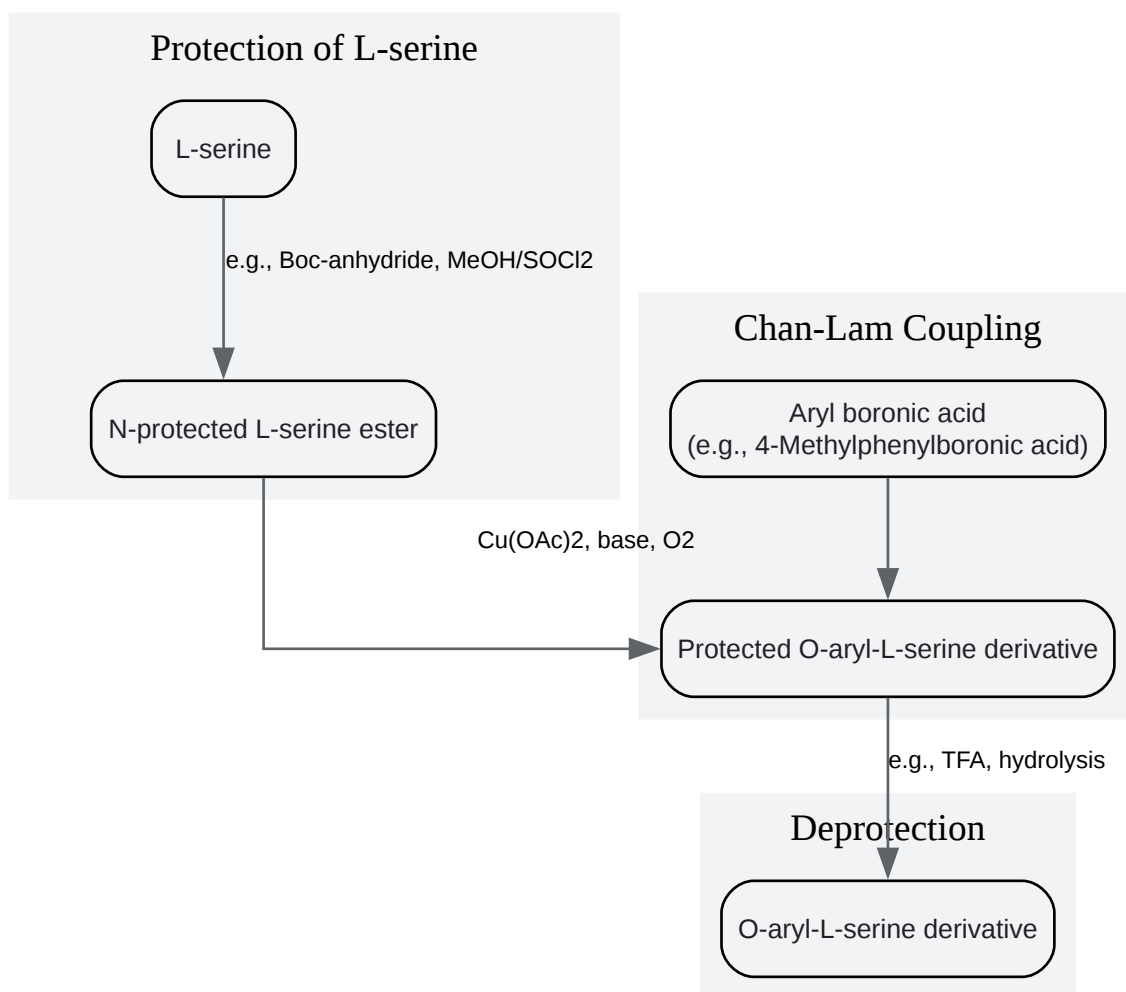 Protection of L-serine
L-serine
e.g., Boc-anhydride, MeOH/SOCl2
N-protected L-serine ester
Chan-Lam Coupling
Aryl boronic acid
(e.g., 4-Methylphenylboronic acid)
Cu(OAc)2, base, O2
Protected O-aryl-L-serine derivative
e.g., TFA, hydrolysis
Deprotection
O-aryl-L-serine derivative